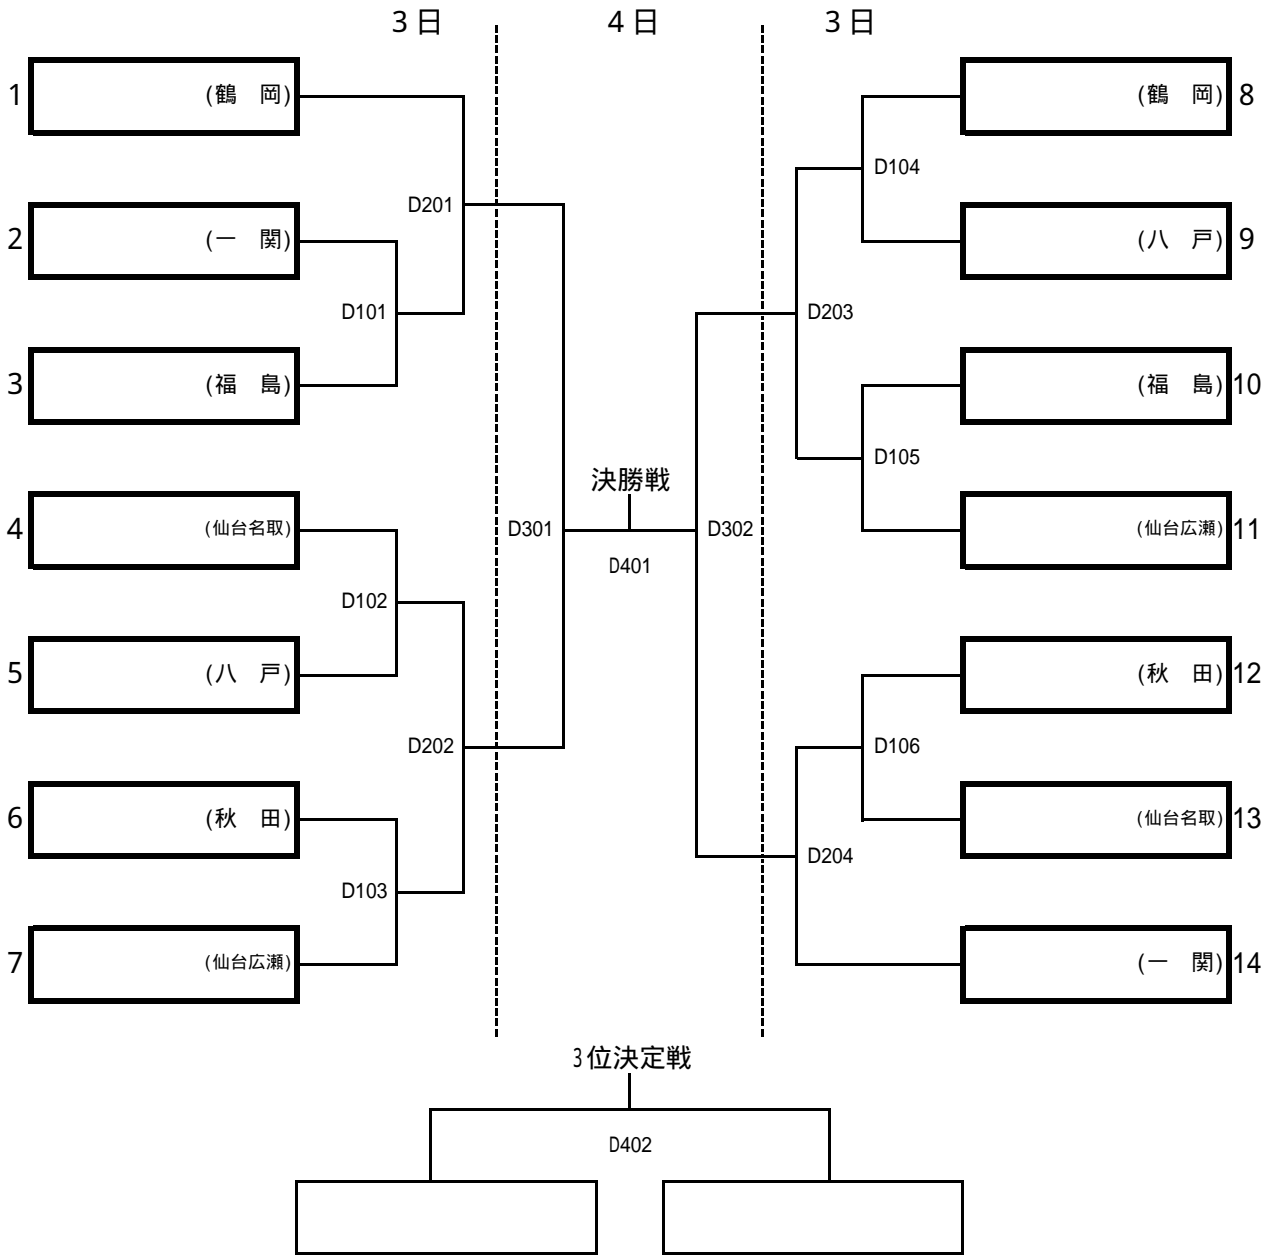 3日
4日
3日
1 (鶴　岡)
(鶴　岡) 8
D104
D201
2 (一　関)
(八　戸) 9
D101
D203
3 (福　島)
(福　島) 10
D105
決勝戦
4 (仙台名取)
D301
D302
(仙台広瀬) 11
D401
D102
5 (八　戸)
(秋　田) 12
D202
D106
6 (秋　田)
(仙台名取) 13
D204
D103
7 (仙台広瀬)
(一　関) 14
3位決定戦
D402